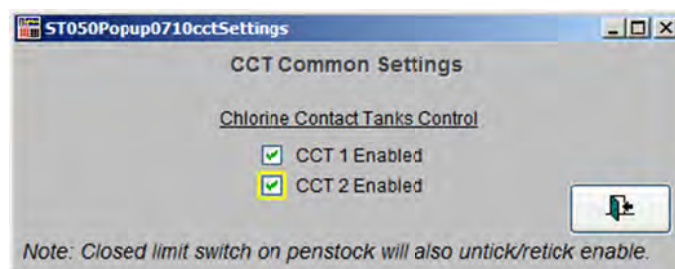 ST050Popup0710cctSettings
CCT Common Settings
Chlorine Contact Tanks Control
CCT 1 Enabled
CCT 2 Enabled
Note: Closed limit switch on penstock will also untick/retick enable.